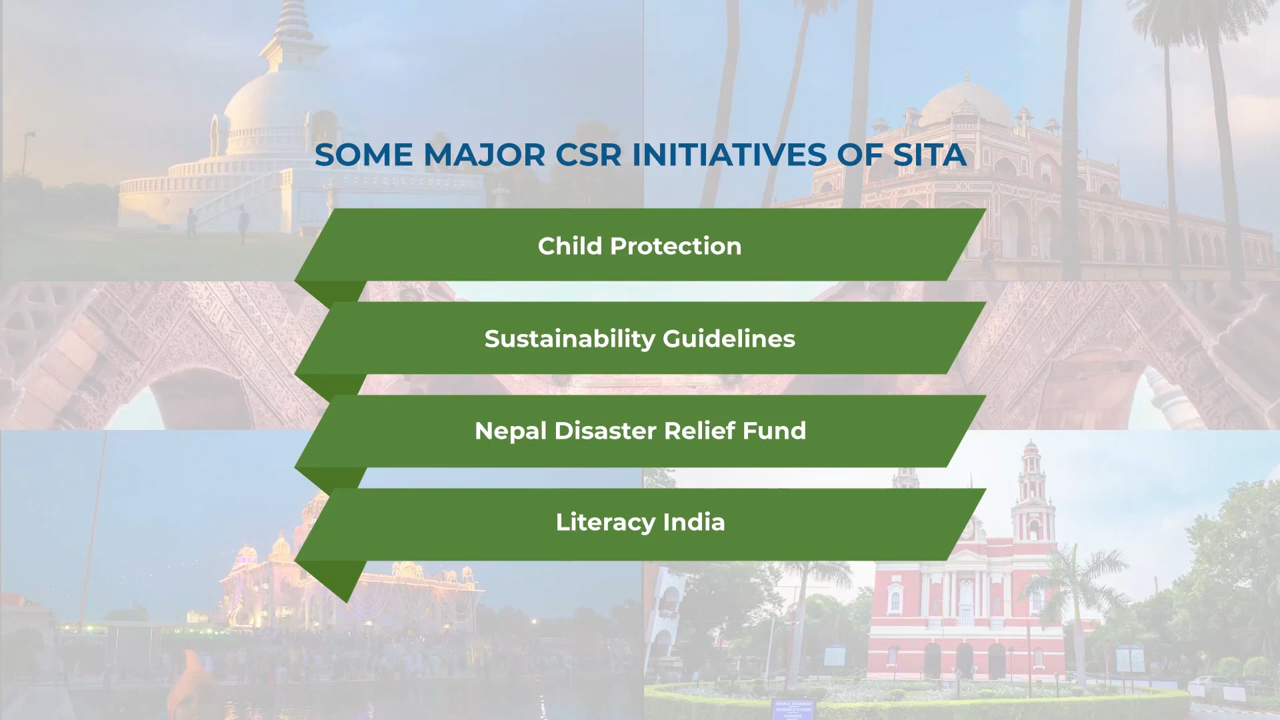 SOME MAJOR CSR INITIATIVES OF SITA
Child Protection
Sustainability Guidelines
Nepal Disaster Relief Fund
Literacy India